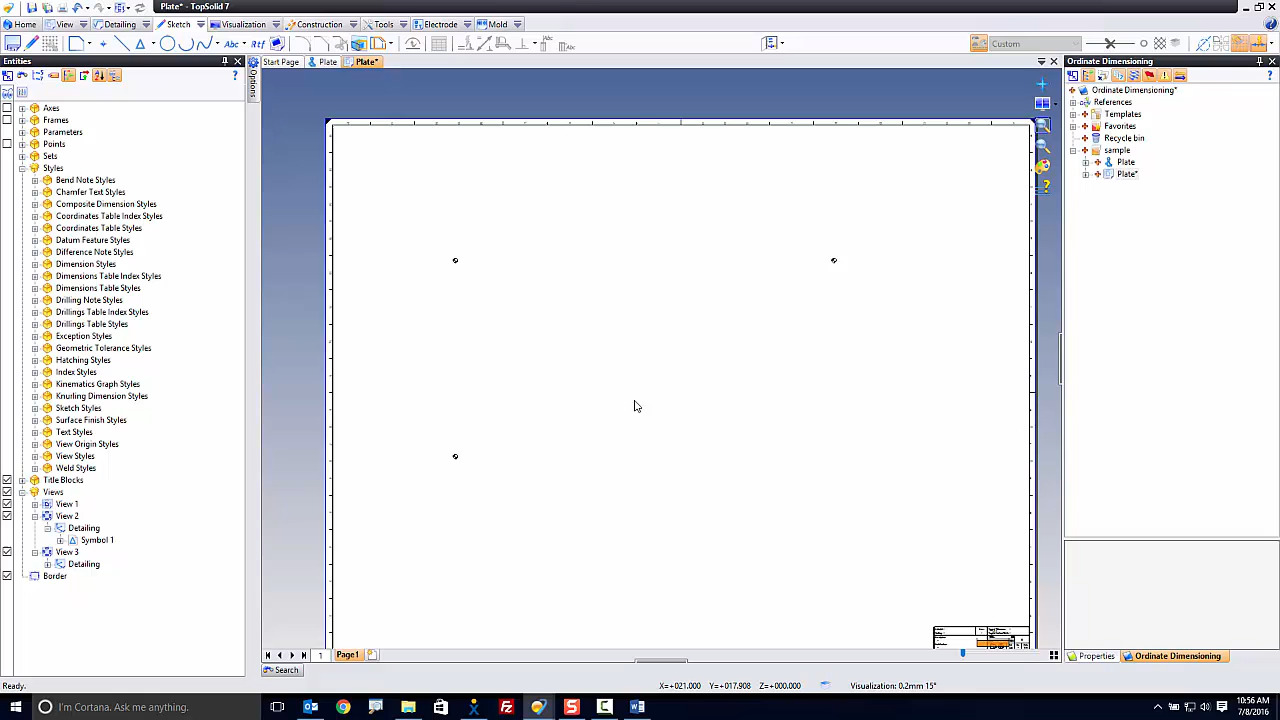 Plate* - TopSolid 7
Home View Detailing Sketch Visualization Construction Tools Electrode Mold
Abc Rtf Custom
Entities
Start Page Plate Plate*
Ordinate Dimensioning
Options
Axes
Frames
Parameters
Points
Sets
Styles
Bend Note Styles
Chamfer Text Styles
Composite Dimension Styles
Coordinates Table Index Styles
Coordinates Table Styles
Datum Feature Styles
Difference Note Styles
Dimension Styles
Dimensions Table Index Styles
Dimensions Table Styles
Drilling Note Styles
Drillings Table Index Styles
Drillings Table Styles
Exception Styles
Geometric Tolerance Styles
Hatching Styles
Index Styles
Kinematics Graph Styles
Knurling Dimension Styles
Sketch Styles
Surface Finish Styles
Text Styles
View Origin Styles
View Styles
Weld Styles
Title Blocks
Views
View 1
View 2
Detailing
Symbol 1
View 3
Detailing
Border
Ordinate Dimensioning*
References
Templates
Favorites
Recycle bin
sample
Plate
Plate*
1 Page1
Search
Properties Ordinate Dimensioning
Ready.
X=+021.000 Y=+017.908 Z=+000.000 Visualization: 0.2mm 15°
I'm Cortana. Ask me anything.
10:56 AM
7/8/2016